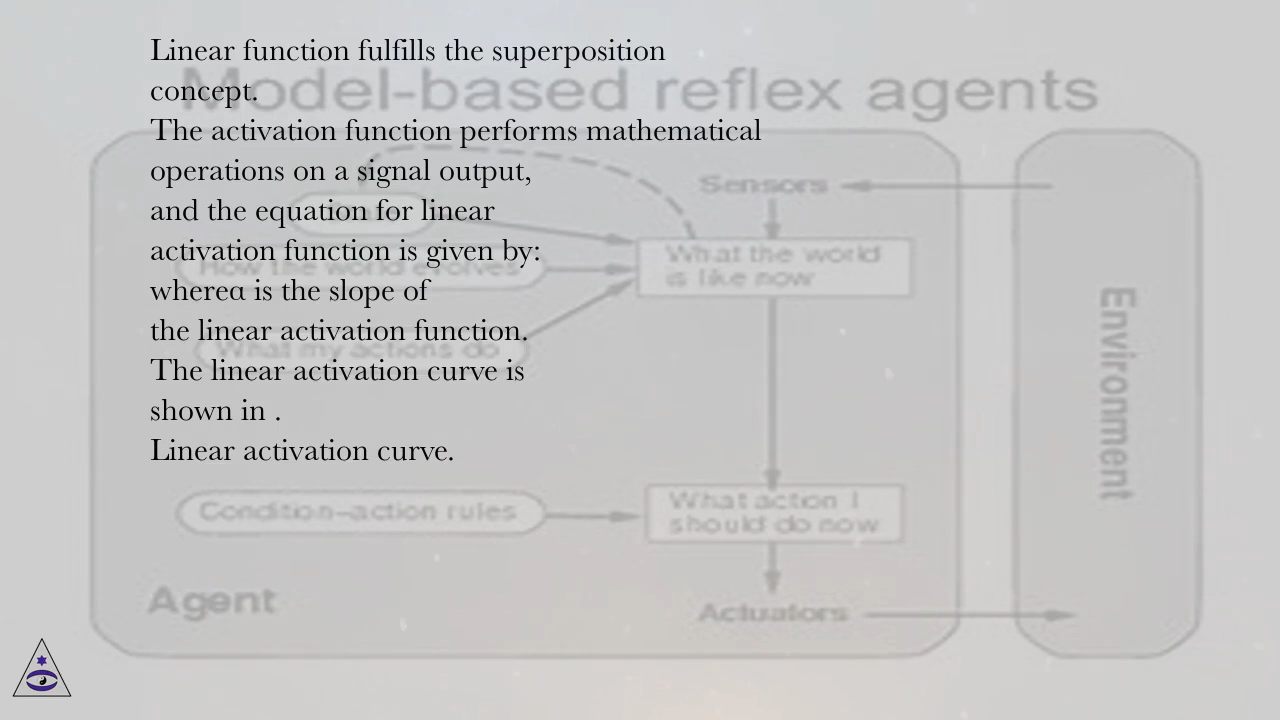 Linear function fulfills the superposition
concept.
Model-based reflex agents
The activation function performs mathematical
operations on a signal output,
and the equation for linear
activation function is given by:
whereα is the slope of
the linear activation function.
The linear activation curve is
shown in .
Linear activation curve.
Sensors
What the world
is like now
How the world evolves
What my actions do
Environment
Condition-action rules
What action I
should do now
Agent
Actuators